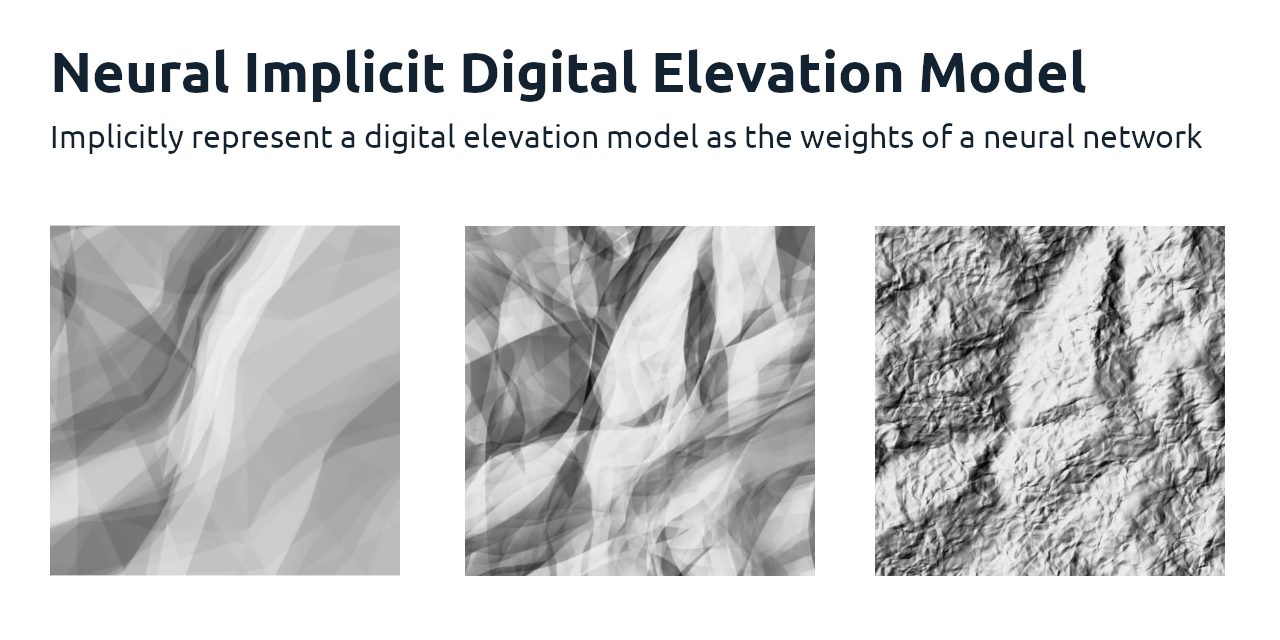 Neural Implicit Digital Elevation Model
Implicitly represent a digital elevation model as the weights of a neural network